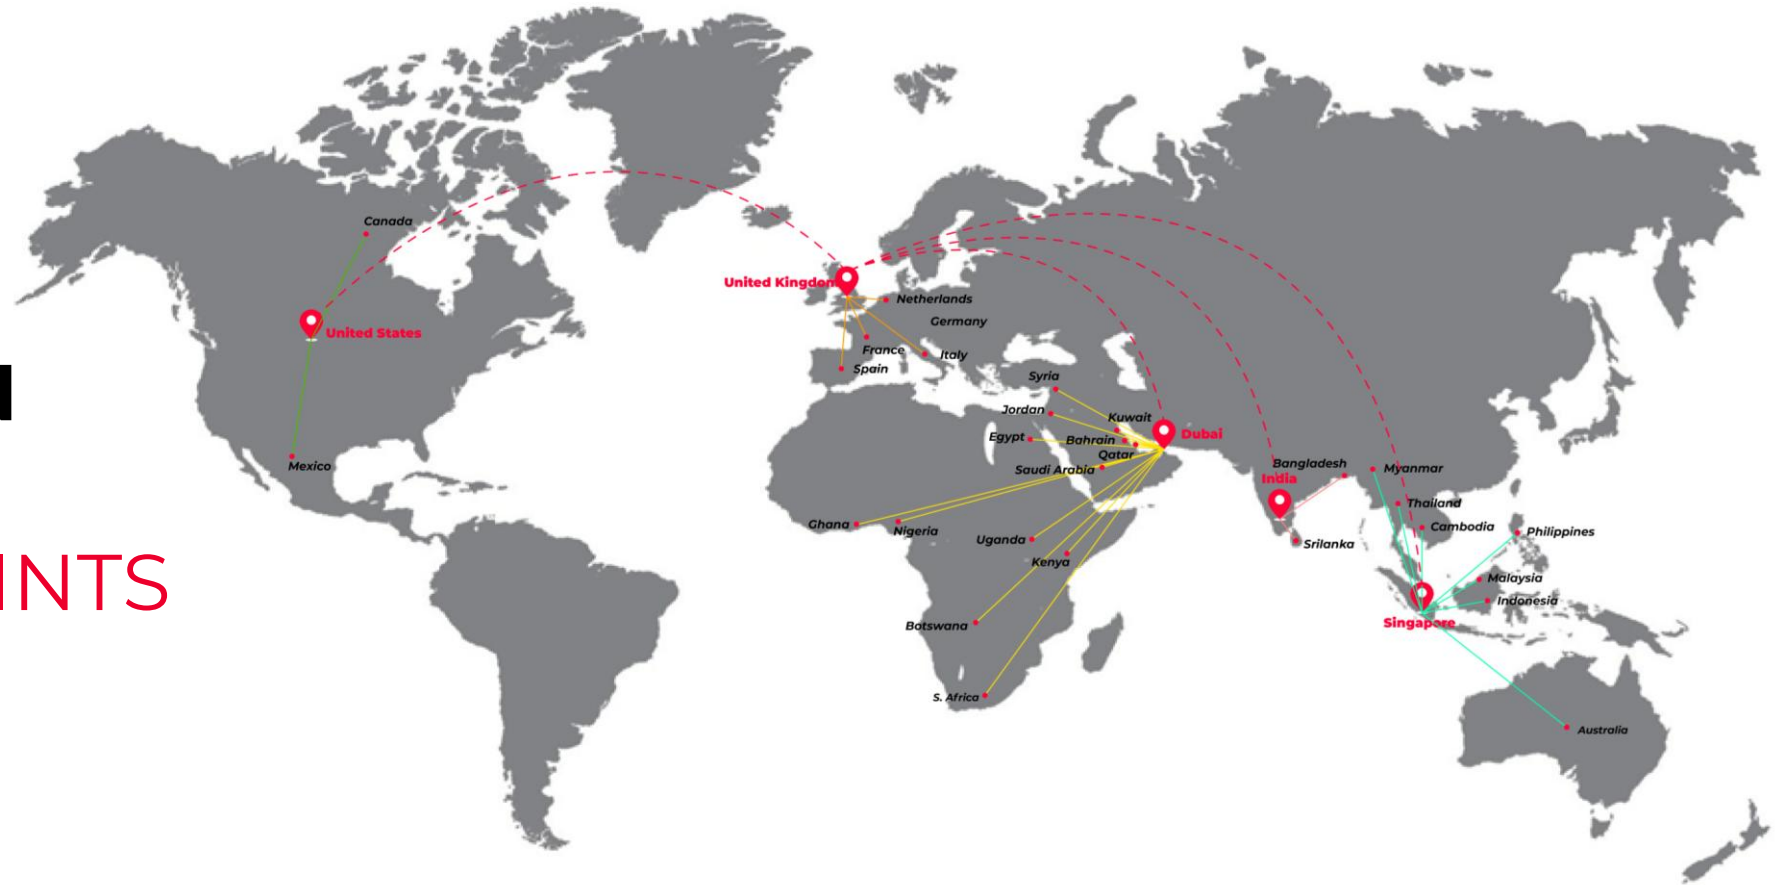 INTS
Canada
United States
Mexico
United Kingdom
Netherlands
Germany
France
Italy
Spain
Syria
Jordan
Kuwait
Egypt
Bahrain
Dubai
Qatar
Saudi Arabia
Ghana
Nigeria
Uganda
Kenya
Botswana
S. Africa
Bangladesh
India
Srilanka
Myanmar
Thailand
Cambodia
Philippines
Malaysia
Indonesia
Singapore
Australia